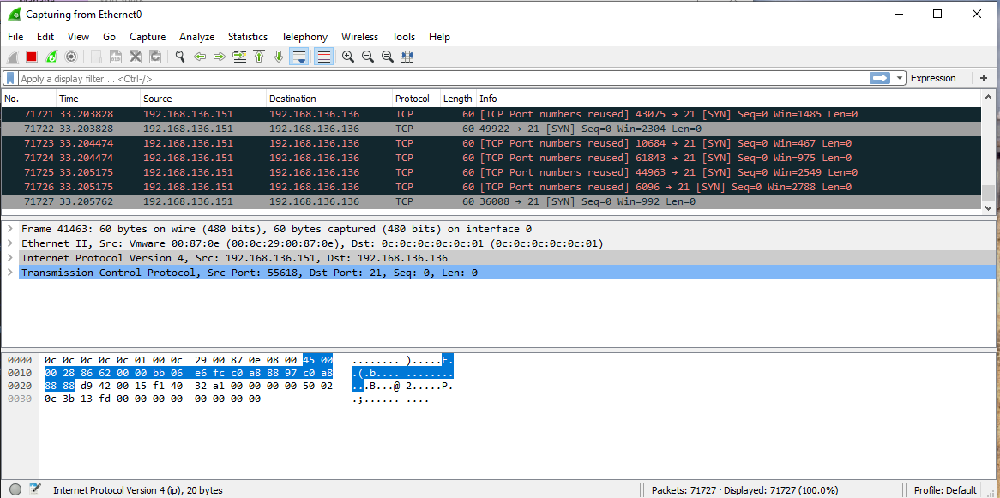 Capturing from Ethernet0
File Edit View Go Capture Analyze Statistics Telephony Wireless Tools Help
Apply a display filter ... <Ctrl-/> Expression... +
No. Time Source Destination Protocol Length Info
71721 33.203828 192.168.136.151 192.168.136.136 TCP 60 [TCP Port numbers reused] 43075 → 21 [SYN] Seq=0 Win=1485 Len=0
71722 33.203828 192.168.136.151 192.168.136.136 TCP 60 49922 → 21 [SYN] Seq=0 Win=2304 Len=0
71723 33.204474 192.168.136.151 192.168.136.136 TCP 60 [TCP Port numbers reused] 10684 → 21 [SYN] Seq=0 Win=467 Len=0
71724 33.204474 192.168.136.151 192.168.136.136 TCP 60 [TCP Port numbers reused] 61843 → 21 [SYN] Seq=0 Win=975 Len=0
71725 33.205175 192.168.136.151 192.168.136.136 TCP 60 [TCP Port numbers reused] 44963 → 21 [SYN] Seq=0 Win=2549 Len=0
71726 33.205175 192.168.136.151 192.168.136.136 TCP 60 [TCP Port numbers reused] 6096 → 21 [SYN] Seq=0 Win=2788 Len=0
71727 33.205762 192.168.136.151 192.168.136.136 TCP 60 36008 → 21 [SYN] Seq=0 Win=992 Len=0
Frame 41463: 60 bytes on wire (480 bits), 60 bytes captured (480 bits) on interface 0
Ethernet II, Src: Vmware_00:87:0e (00:0c:29:00:87:0e), Dst: 0c:0c:0c:0c:0c:01 (0c:0c:0c:0c:0c:01)
Internet Protocol Version 4, Src: 192.168.136.151, Dst: 192.168.136.136
Transmission Control Protocol, Src Port: 55618, Dst Port: 21, Seq: 0, Len: 0
0000 0c 0c 0c 0c 0c 01 00 0c 29 00 87 0e 08 00 45 00 ........ ).....E.
0010 00 28 86 62 00 00 bb 06 e6 fc c0 a8 88 97 c0 a8 .(.b.... ........
0020 88 88 d9 42 00 15 f1 40 32 a1 00 00 00 00 50 02 ...B...@ 2.....P.
0030 0c 3b 13 fd 00 00 00 00 00 00 00 00 .;...... ....
Internet Protocol Version 4 (ip), 20 bytes Packets: 71727 · Displayed: 71727 (100.0%) Profile: Default